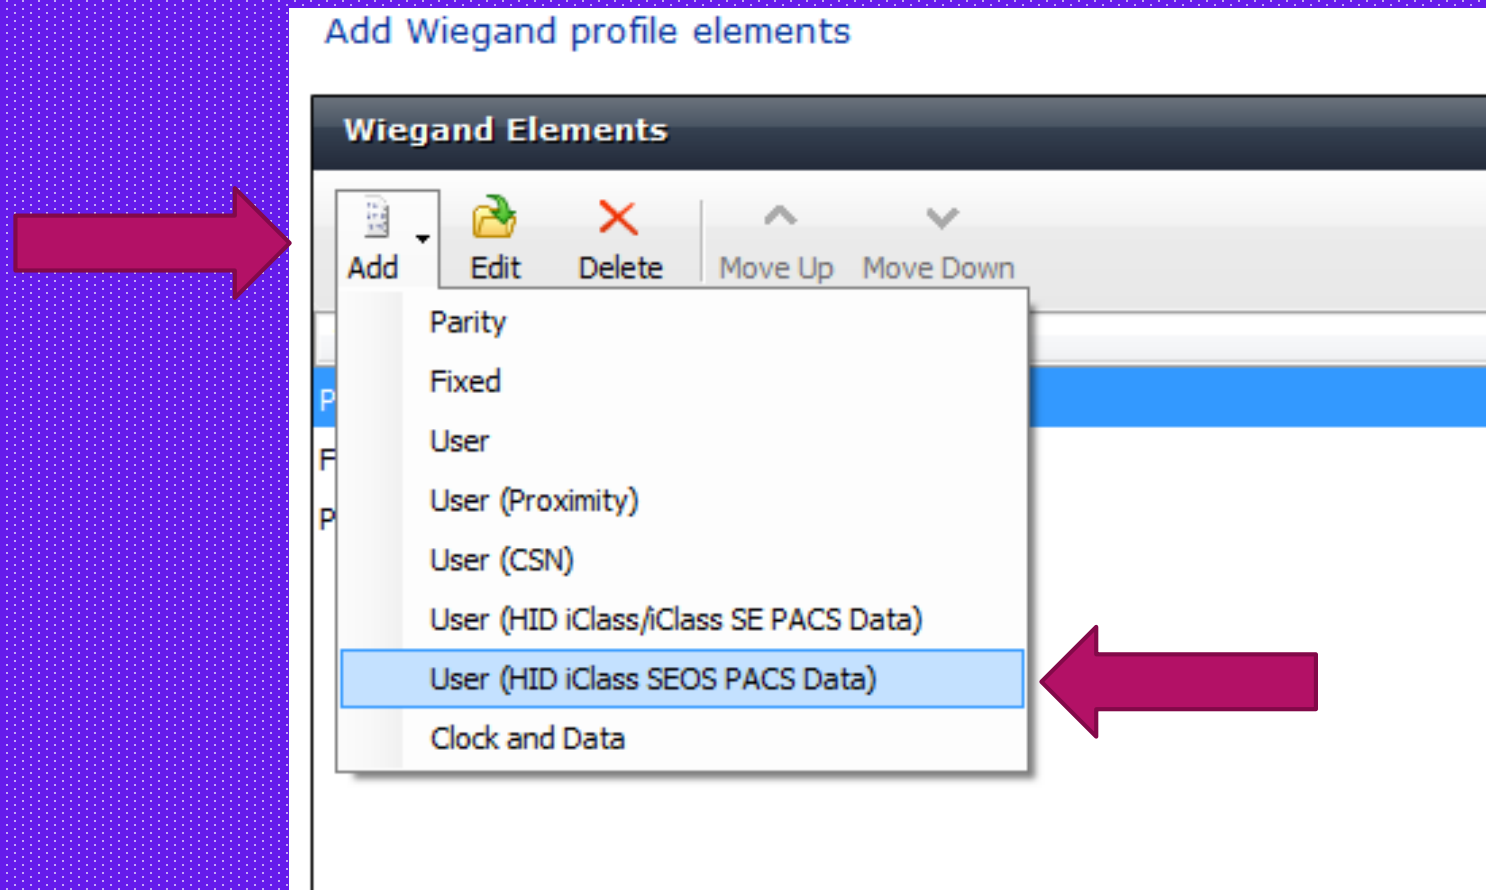 Add Wiegand profile elements
Wiegand Elements
Add Edit Delete Move Up Move Down
Parity
Fixed
User
User (Proximity)
User (CSN)
User (HID iClass/iClass SE PACS Data)
User (HID iClass SEOS PACS Data)
Clock and Data
P
F
P